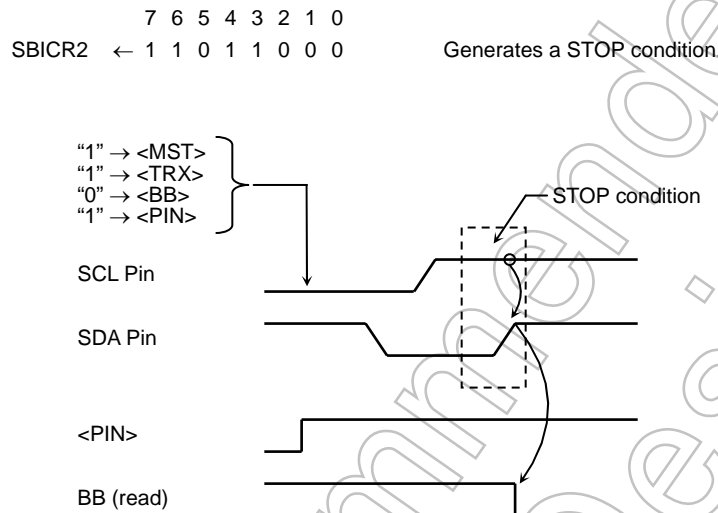 7 6 5 4 3 2 1 0
SBICR2 ← 1 1 0 1 1 0 0 0 Generates a STOP condition
“1” → <MST>
“1” → <TRX>
“0” → <BB>
“1” → <PIN>
STOP condition
SCL Pin
SDA Pin
<PIN>
BB (read)